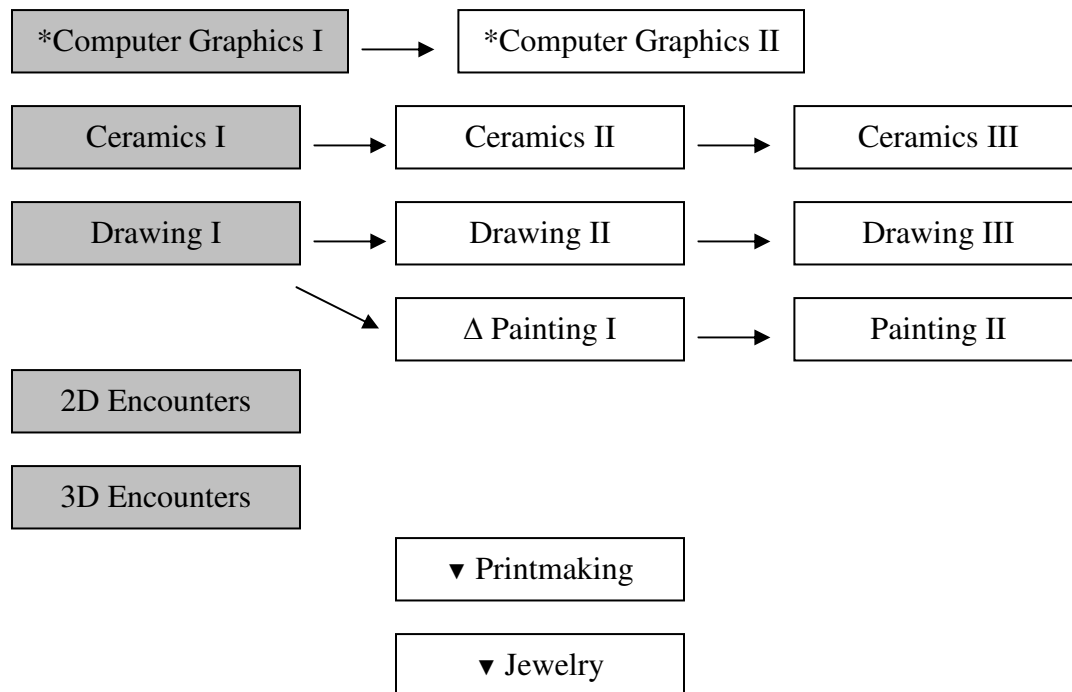 *Computer Graphics I
*Computer Graphics II
Ceramics I
Ceramics II
Ceramics III
Drawing I
Drawing II
Drawing III
Δ Painting I
Painting II
2D Encounters
3D Encounters
▼ Printmaking
▼ Jewelry